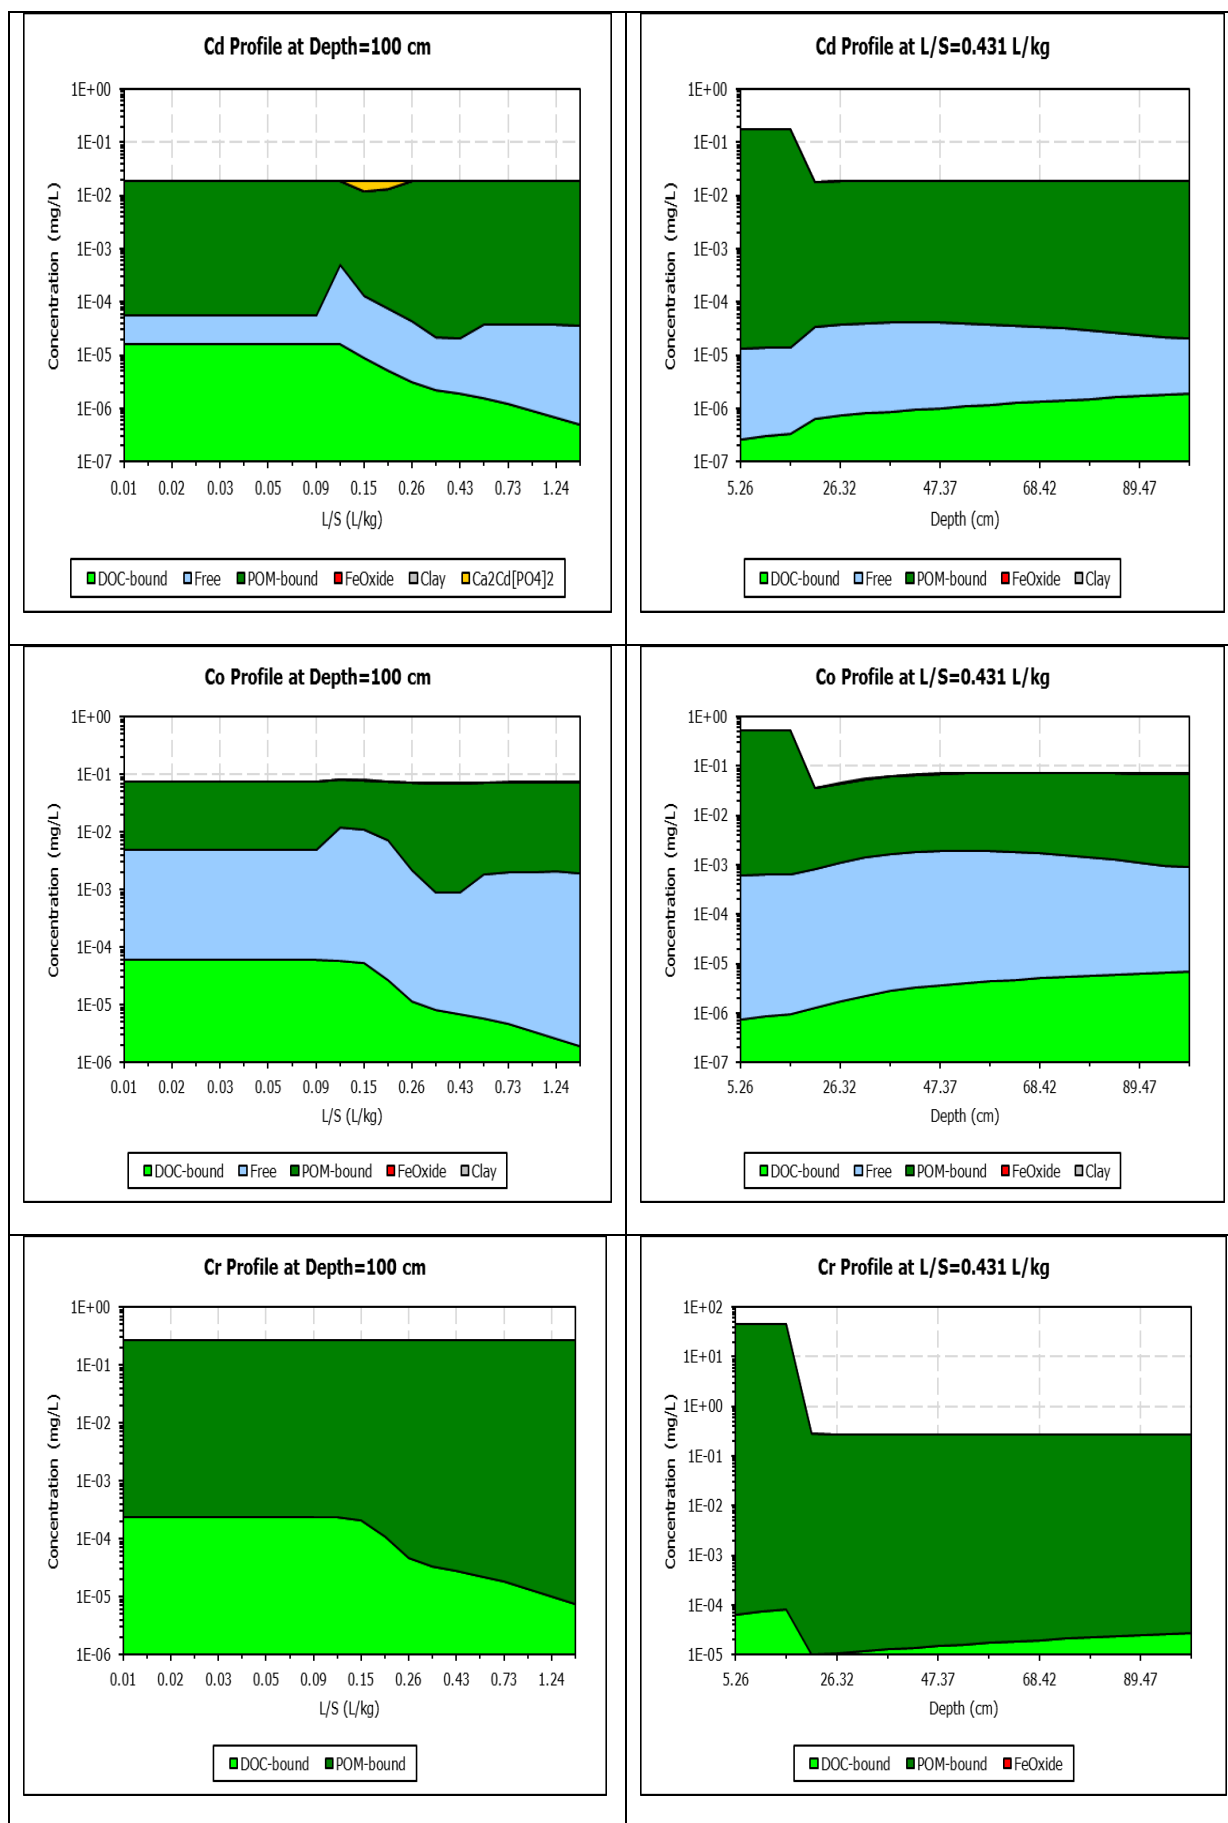 Cd Profile at Depth=100 cm
1E+00
1E-01
1E-02
1E-03
1E-04
1E-05
1E-06
1E-07
Concentration (mg/L)
0.01 0.02 0.03 0.05 0.09 0.15 0.26 0.43 0.73 1.24
L/S (L/kg)
DOC-bound Free POM-bound FeOxide Clay Ca2Cd[PO4]2
Cd Profile at L/S=0.431 L/kg
1E+00
1E-01
1E-02
1E-03
1E-04
1E-05
1E-06
1E-07
Concentration (mg/L)
5.26 26.32 47.37 68.42 89.47
Depth (cm)
DOC-bound Free POM-bound FeOxide Clay
Co Profile at Depth=100 cm
1E+00
1E-01
1E-02
1E-03
1E-04
1E-05
1E-06
Concentration (mg/L)
0.01 0.02 0.03 0.05 0.09 0.15 0.26 0.43 0.73 1.24
L/S (L/kg)
DOC-bound Free POM-bound FeOxide Clay
Co Profile at L/S=0.431 L/kg
1E+00
1E-01
1E-02
1E-03
1E-04
1E-05
1E-06
1E-07
Concentration (mg/L)
5.26 26.32 47.37 68.42 89.47
Depth (cm)
DOC-bound Free POM-bound FeOxide Clay
Cr Profile at Depth=100 cm
1E+00
1E-01
1E-02
1E-03
1E-04
1E-05
1E-06
Concentration (mg/L)
0.01 0.02 0.03 0.05 0.09 0.15 0.26 0.43 0.73 1.24
L/S (L/kg)
DOC-bound POM-bound
Cr Profile at L/S=0.431 L/kg
1E+02
1E+01
1E+00
1E-01
1E-02
1E-03
1E-04
1E-05
Concentration (mg/L)
5.26 26.32 47.37 68.42 89.47
Depth (cm)
DOC-bound POM-bound FeOxide